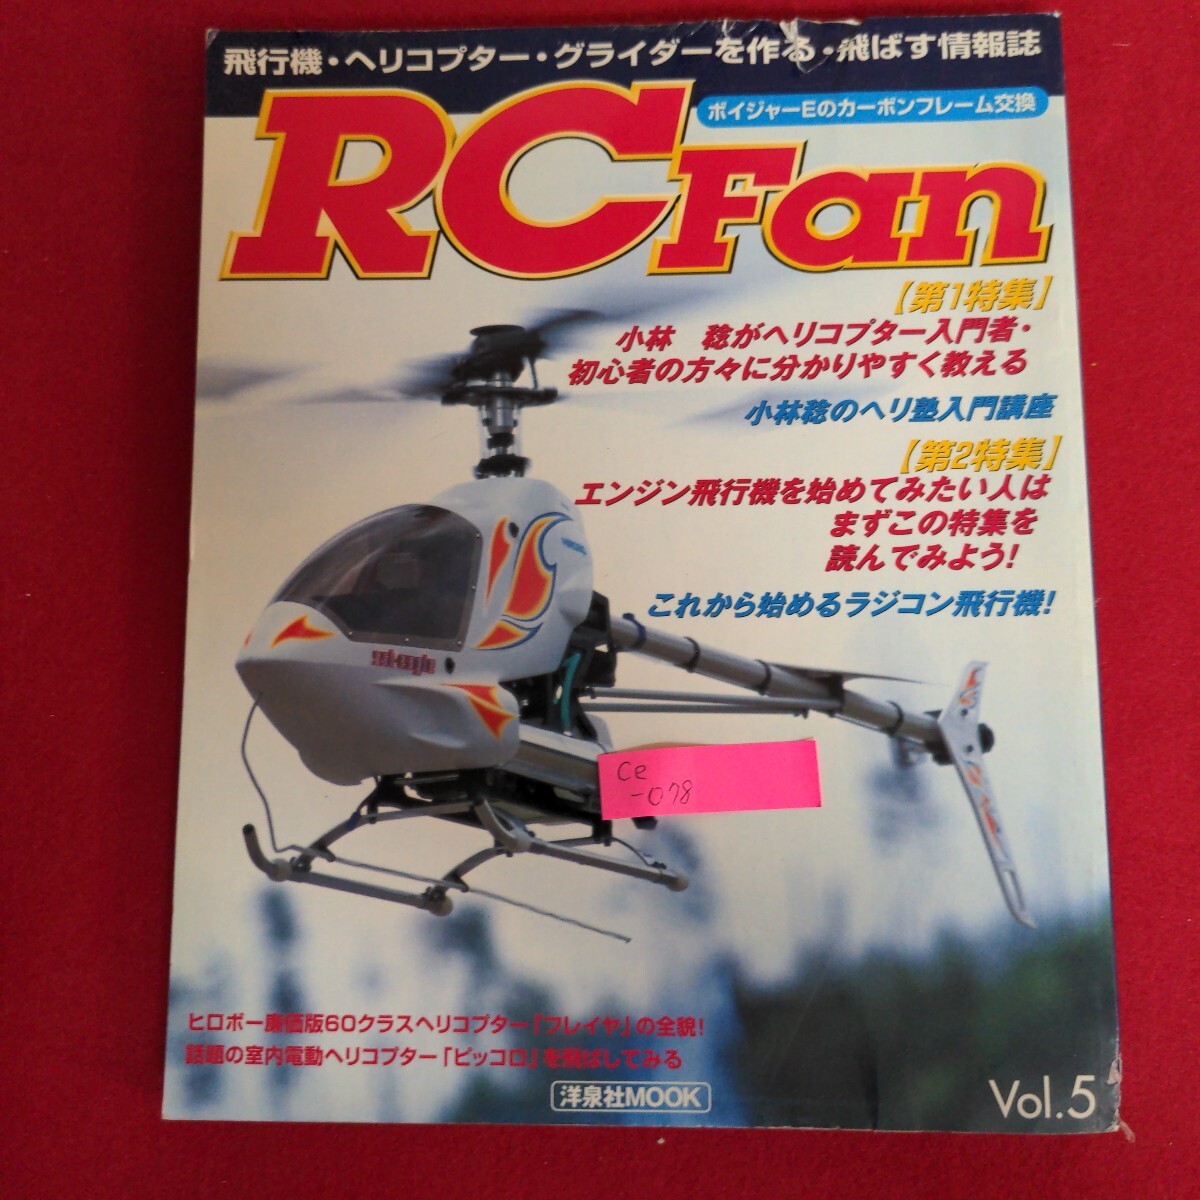 飛行機・ヘリコプター・グライダーを作る・飛ばす情報誌
ボイジャーEのカーボンフレーム交換
RCFan
【第1特集】
小林　稔がヘリコプター入門者・
初心者の方々に分かりやすく教える
小林稔のヘリ塾入門講座
【第2特集】
エンジン飛行機を始めてみたい人は
まずこの特集を
読んでみよう!
これから始めるラジコン飛行機!
Ce
-078
ヒロボー廉価版60クラスヘリコプター「フレイヤ」の全貌!
話題の室内電動ヘリコプター「ピッコロ」を飛ばしてみる
洋泉社MOOK
Vol.5